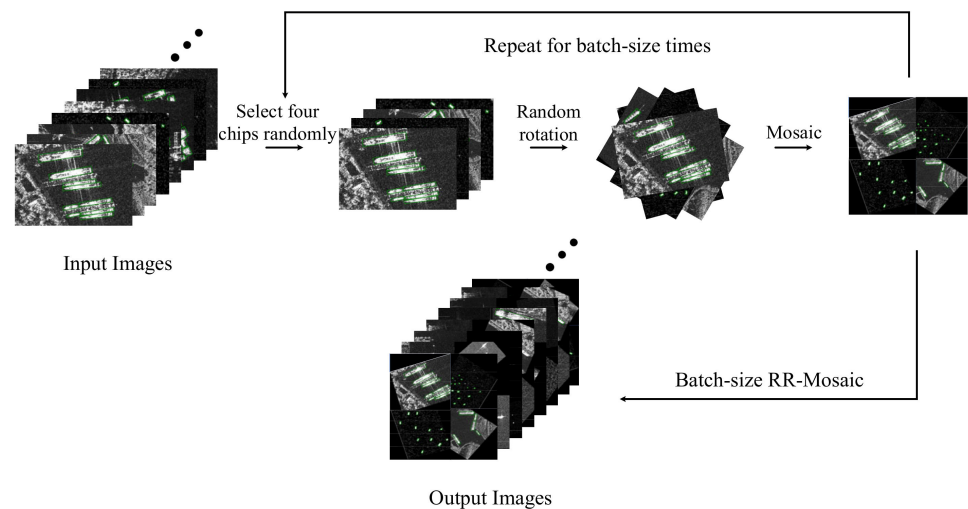 Repeat for batch-size times
Select four
chips randomly
Random
rotation
Mosaic
Input Images
Batch-size RR-Mosaic
Output Images